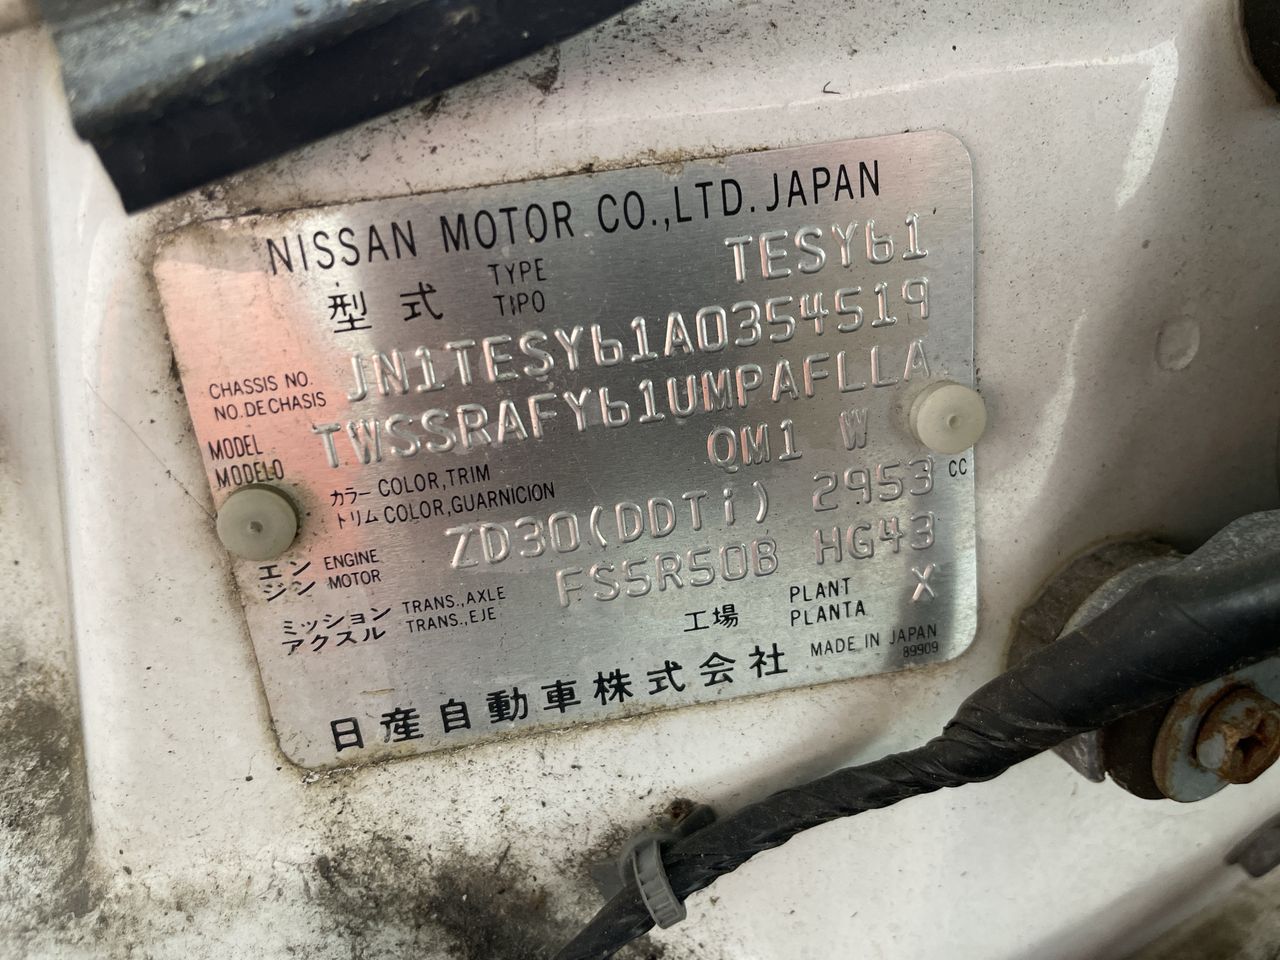 NISSAN MOTOR CO.,LTD. JAPAN
型式 TYPE TIPO TESY61
CHASSIS NO. NO.DECHASIS JN1TESY61A0354519
MODEL MODELO TWSSRAFY61UMPAFLLA
カラー COLOR,TRIM QM1 W
トリム COLOR,GUARNICION
エンジン ENGINE MOTOR ZD30(DDTi) 2953 CC
ミッション TRANS.,AXLE FS5R50B HG43
アクスル TRANS.,EJE
工場 PLANT PLANTA X
MADE IN JAPAN
89909
日産自動車株式会社